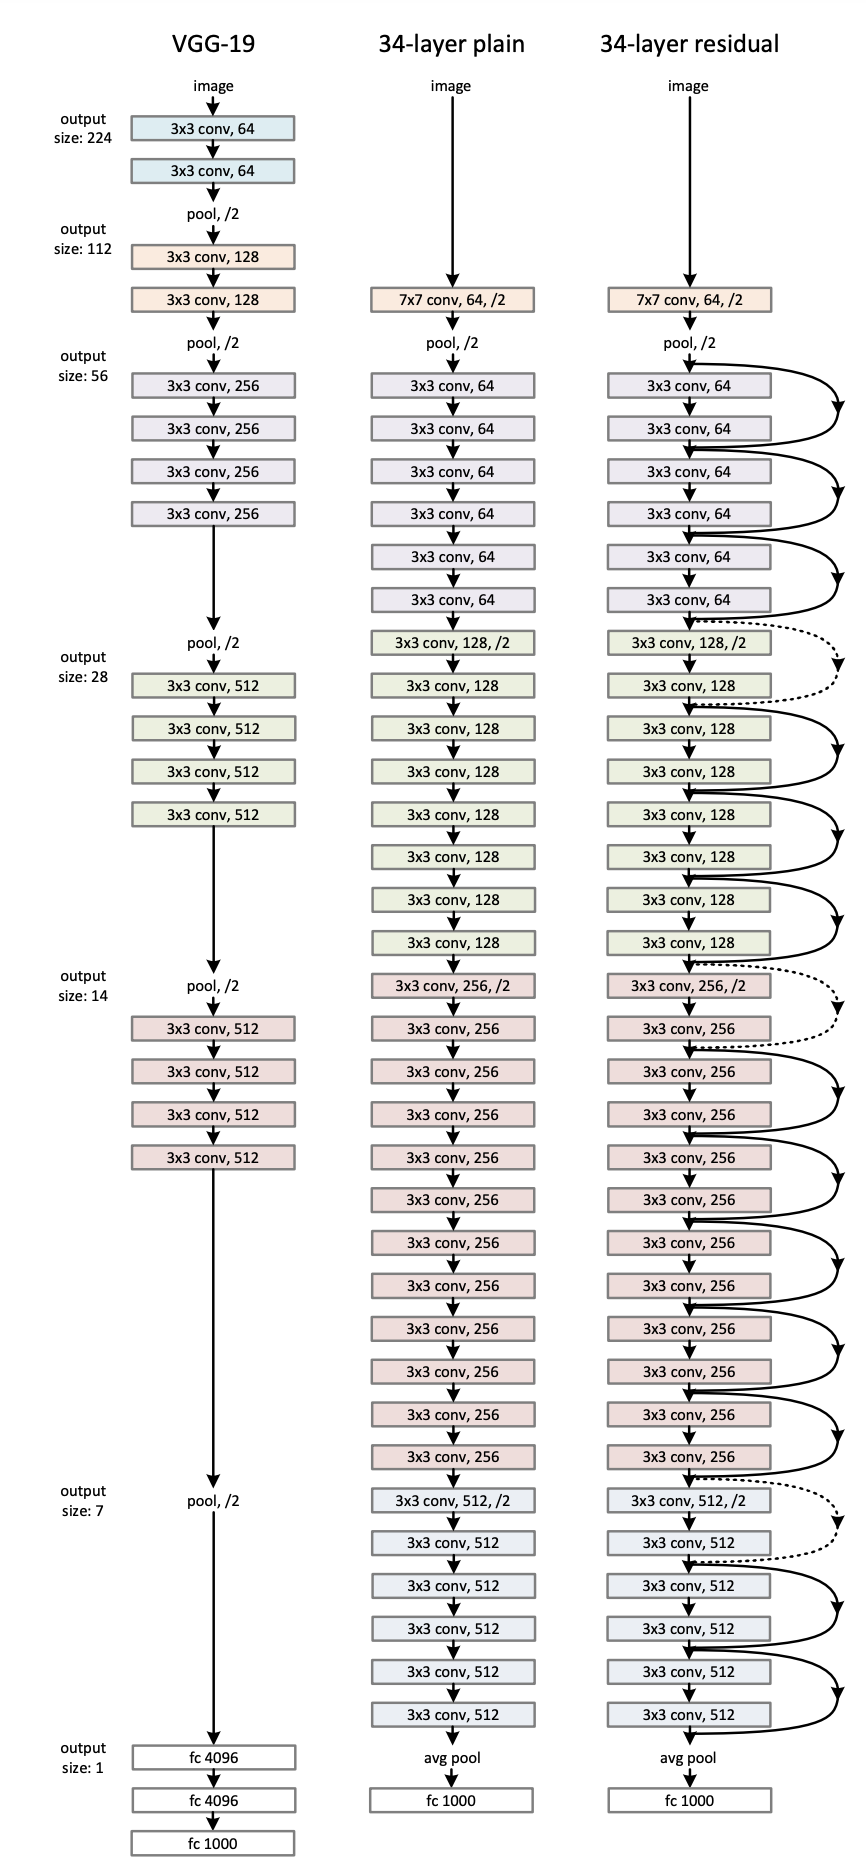 VGG-19
image
output
size: 224
3x3 conv, 64
3x3 conv, 64
pool, /2
output
size: 112
3x3 conv, 128
3x3 conv, 128
pool, /2
output
size: 56
3x3 conv, 256
3x3 conv, 256
3x3 conv, 256
3x3 conv, 256
pool, /2
output
size: 28
3x3 conv, 512
3x3 conv, 512
3x3 conv, 512
3x3 conv, 512
output
size: 14
pool, /2
3x3 conv, 512
3x3 conv, 512
3x3 conv, 512
3x3 conv, 512
output
size: 7
pool, /2
output
size: 1
fc 4096
fc 4096
fc 1000
34-layer plain
image
7x7 conv, 64, /2
pool, /2
3x3 conv, 64
3x3 conv, 64
3x3 conv, 64
3x3 conv, 64
3x3 conv, 64
3x3 conv, 64
3x3 conv, 128, /2
3x3 conv, 128
3x3 conv, 128
3x3 conv, 128
3x3 conv, 128
3x3 conv, 128
3x3 conv, 128
3x3 conv, 128
3x3 conv, 256, /2
3x3 conv, 256
3x3 conv, 256
3x3 conv, 256
3x3 conv, 256
3x3 conv, 256
3x3 conv, 256
3x3 conv, 256
3x3 conv, 256
3x3 conv, 256
3x3 conv, 256
3x3 conv, 256
3x3 conv, 512, /2
3x3 conv, 512
3x3 conv, 512
3x3 conv, 512
3x3 conv, 512
3x3 conv, 512
avg pool
fc 1000
34-layer residual
image
7x7 conv, 64, /2
pool, /2
3x3 conv, 64
3x3 conv, 64
3x3 conv, 64
3x3 conv, 64
3x3 conv, 64
3x3 conv, 64
3x3 conv, 128, /2
3x3 conv, 128
3x3 conv, 128
3x3 conv, 128
3x3 conv, 128
3x3 conv, 128
3x3 conv, 128
3x3 conv, 128
3x3 conv, 256, /2
3x3 conv, 256
3x3 conv, 256
3x3 conv, 256
3x3 conv, 256
3x3 conv, 256
3x3 conv, 256
3x3 conv, 256
3x3 conv, 256
3x3 conv, 256
3x3 conv, 256
3x3 conv, 256
3x3 conv, 512, /2
3x3 conv, 512
3x3 conv, 512
3x3 conv, 512
3x3 conv, 512
3x3 conv, 512
avg pool
fc 1000